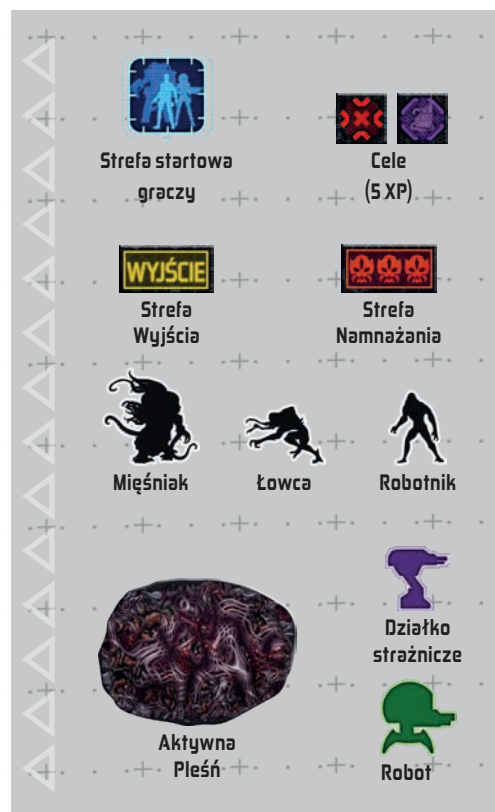 Strefa startowa
graczy
Cele
(5 XP)
WYJŚCIE
Strefa
Wyjścia
Strefa
Namnażania
Mięśniak
Łowca
Robotnik
Działko
strażnicze
Aktywna
Pleśń
Robot